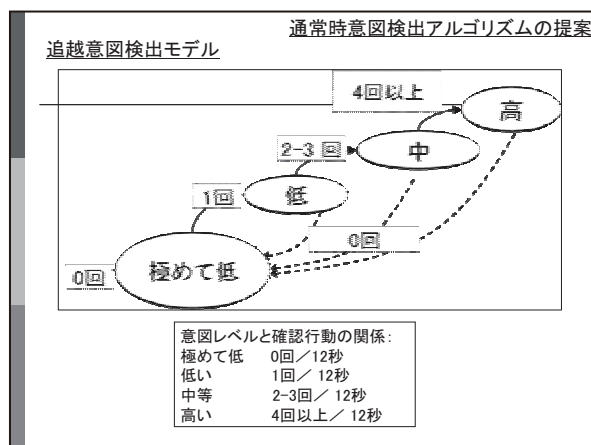 通常時意図検出アルゴリズムの提案
追越意図検出モデル
4回以上
高
2-3 回
中
1回
低
0回
0回
極めて低
意図レベルと確認行動の関係:
極めて低 0回／12秒
低い 1回／ 12秒
中等 2-3回／ 12秒
高い 4回以上／ 12秒